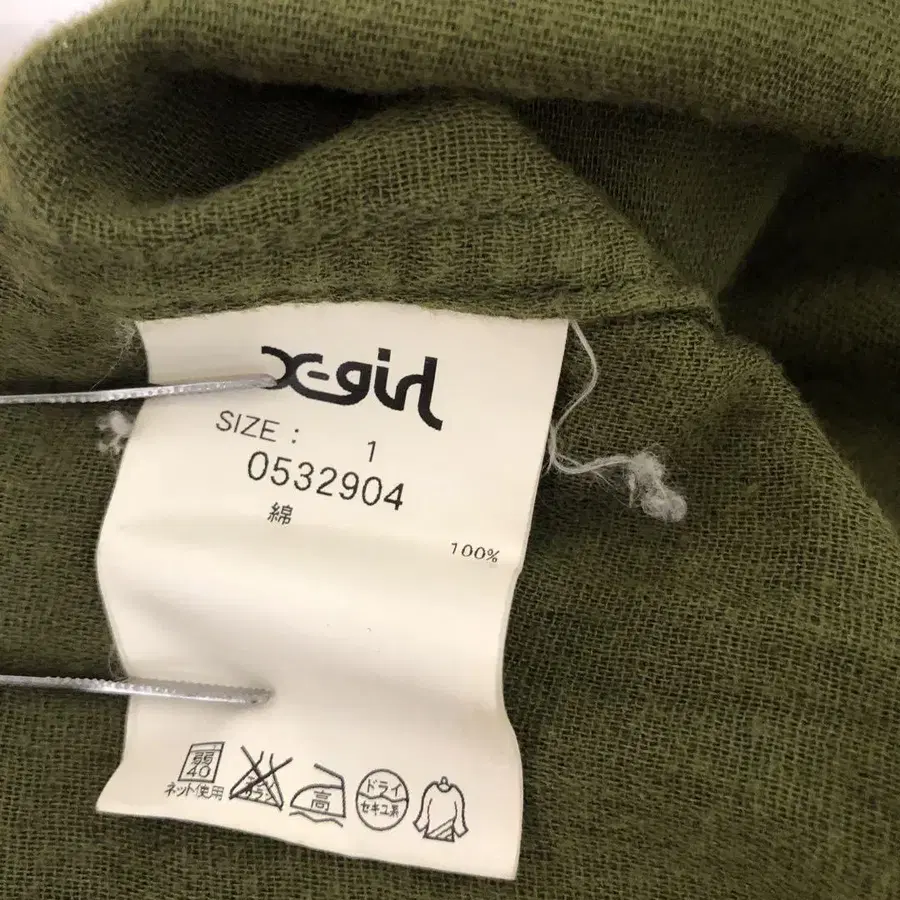 X-girl
SIZE : 1
0532904
綿
100%
弱
40
ネット使用
高
ドライ
セキユ系